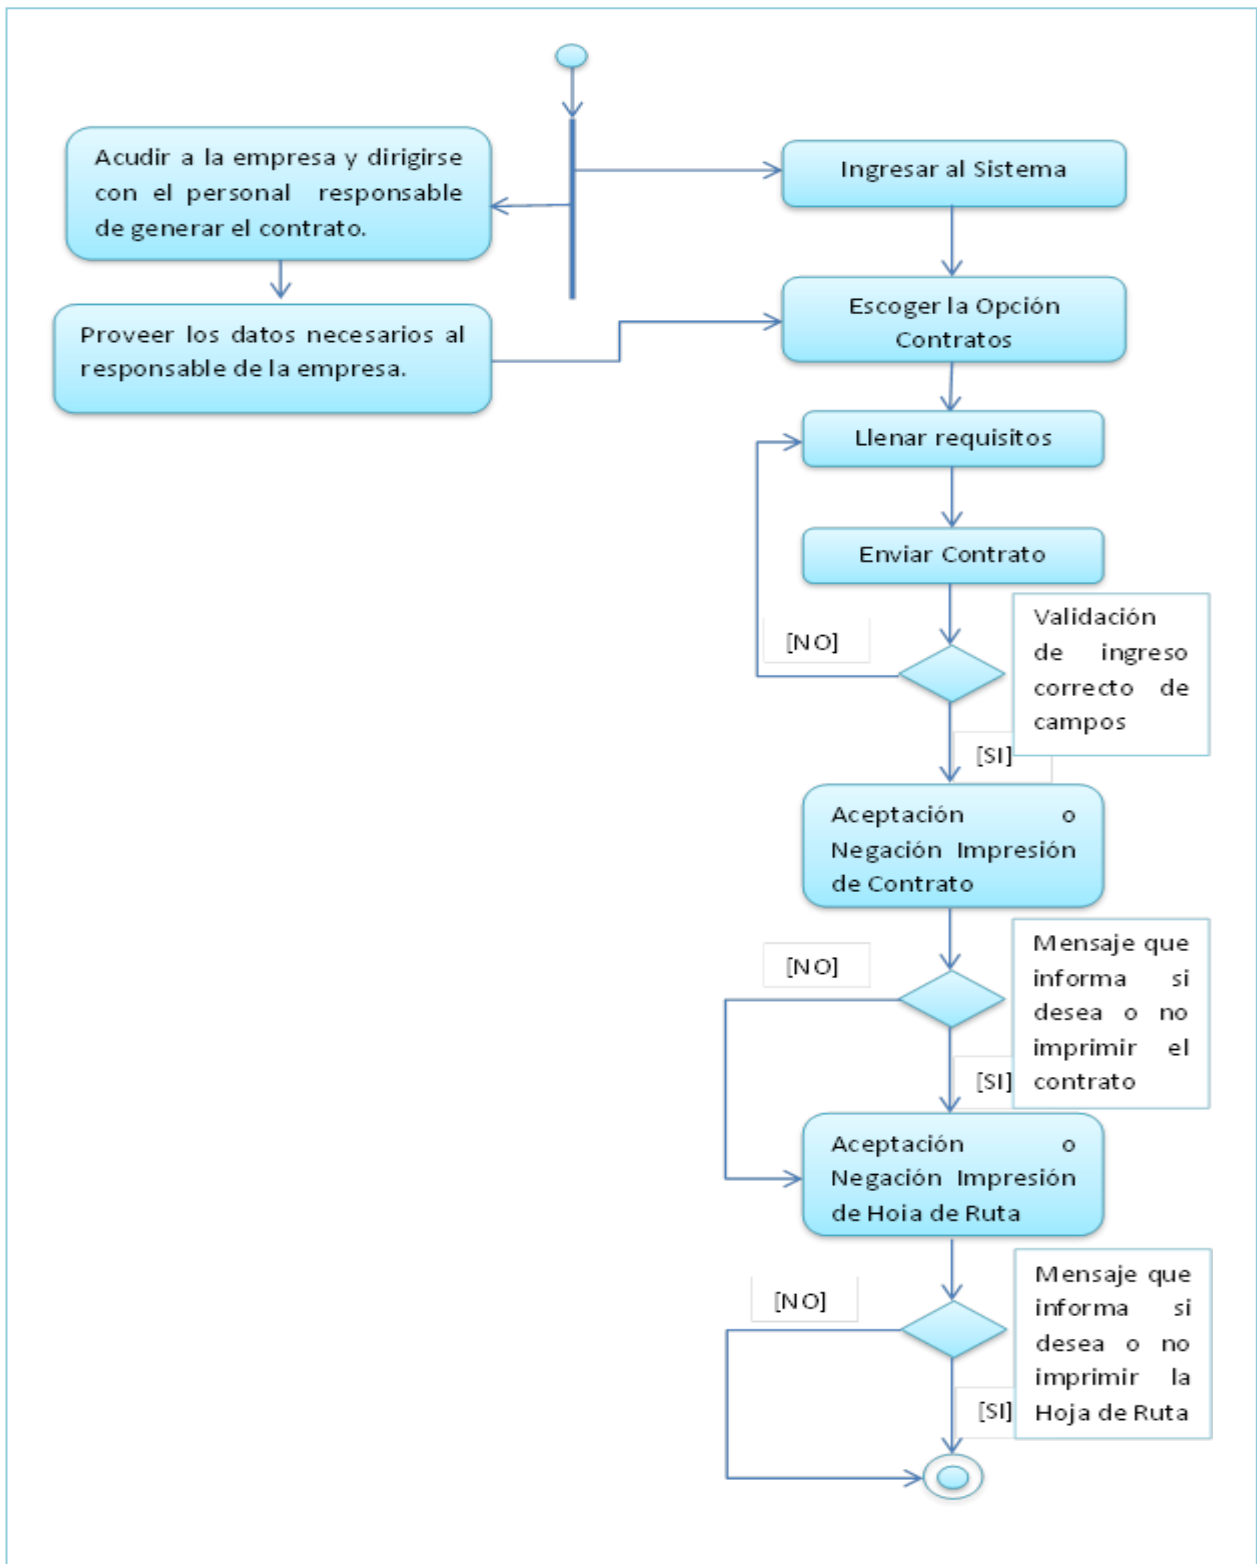 Acudir a la empresa y dirigirse
con el personal responsable
de generar el contrato.
Ingresar al Sistema
Proveer los datos necesarios al
responsable de la empresa.
Escoger la Opción
Contratos
Llenar requisitos
Enviar Contrato
[NO]
Validación
de ingreso
correcto de
campos
[SI]
Aceptación o
Negación Impresión
de Contrato
[NO]
Mensaje que
informa si
desea o no
imprimir el
contrato
[SI]
Aceptación o
Negación Impresión
de Hoja de Ruta
[NO]
Mensaje que
informa si
desea o no
imprimir la
Hoja de Ruta
[SI]